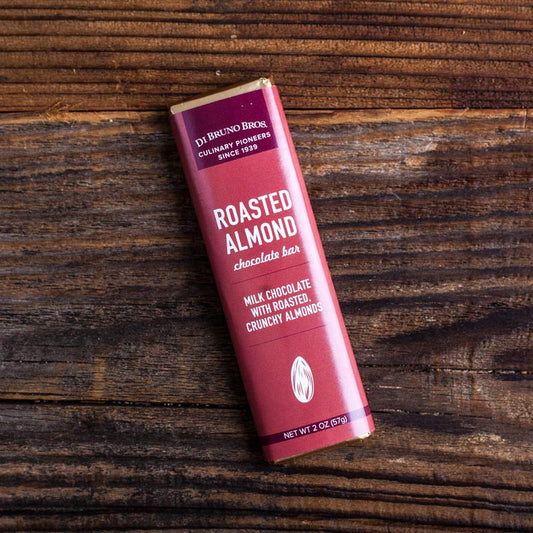 DI BRUNO BROS.
CULINARY PIONEERS
SINCE 1939
ROASTED
ALMOND
chocolate bar
MILK CHOCOLATE
WITH ROASTED,
CRUNCHY ALMONDS
NET WT 2 OZ (57g)